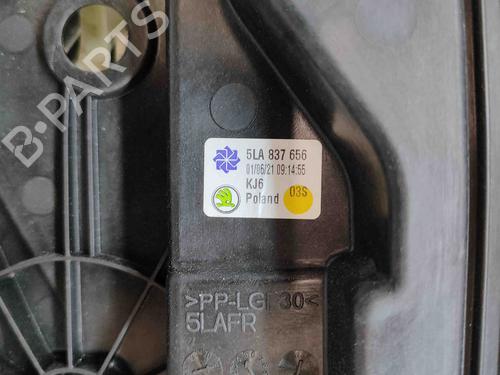 B-PARTS
5LA 837 656
01/06/21 09:14:55
KJ6
Poland
03S
>PP-LGF30<
5LAFR